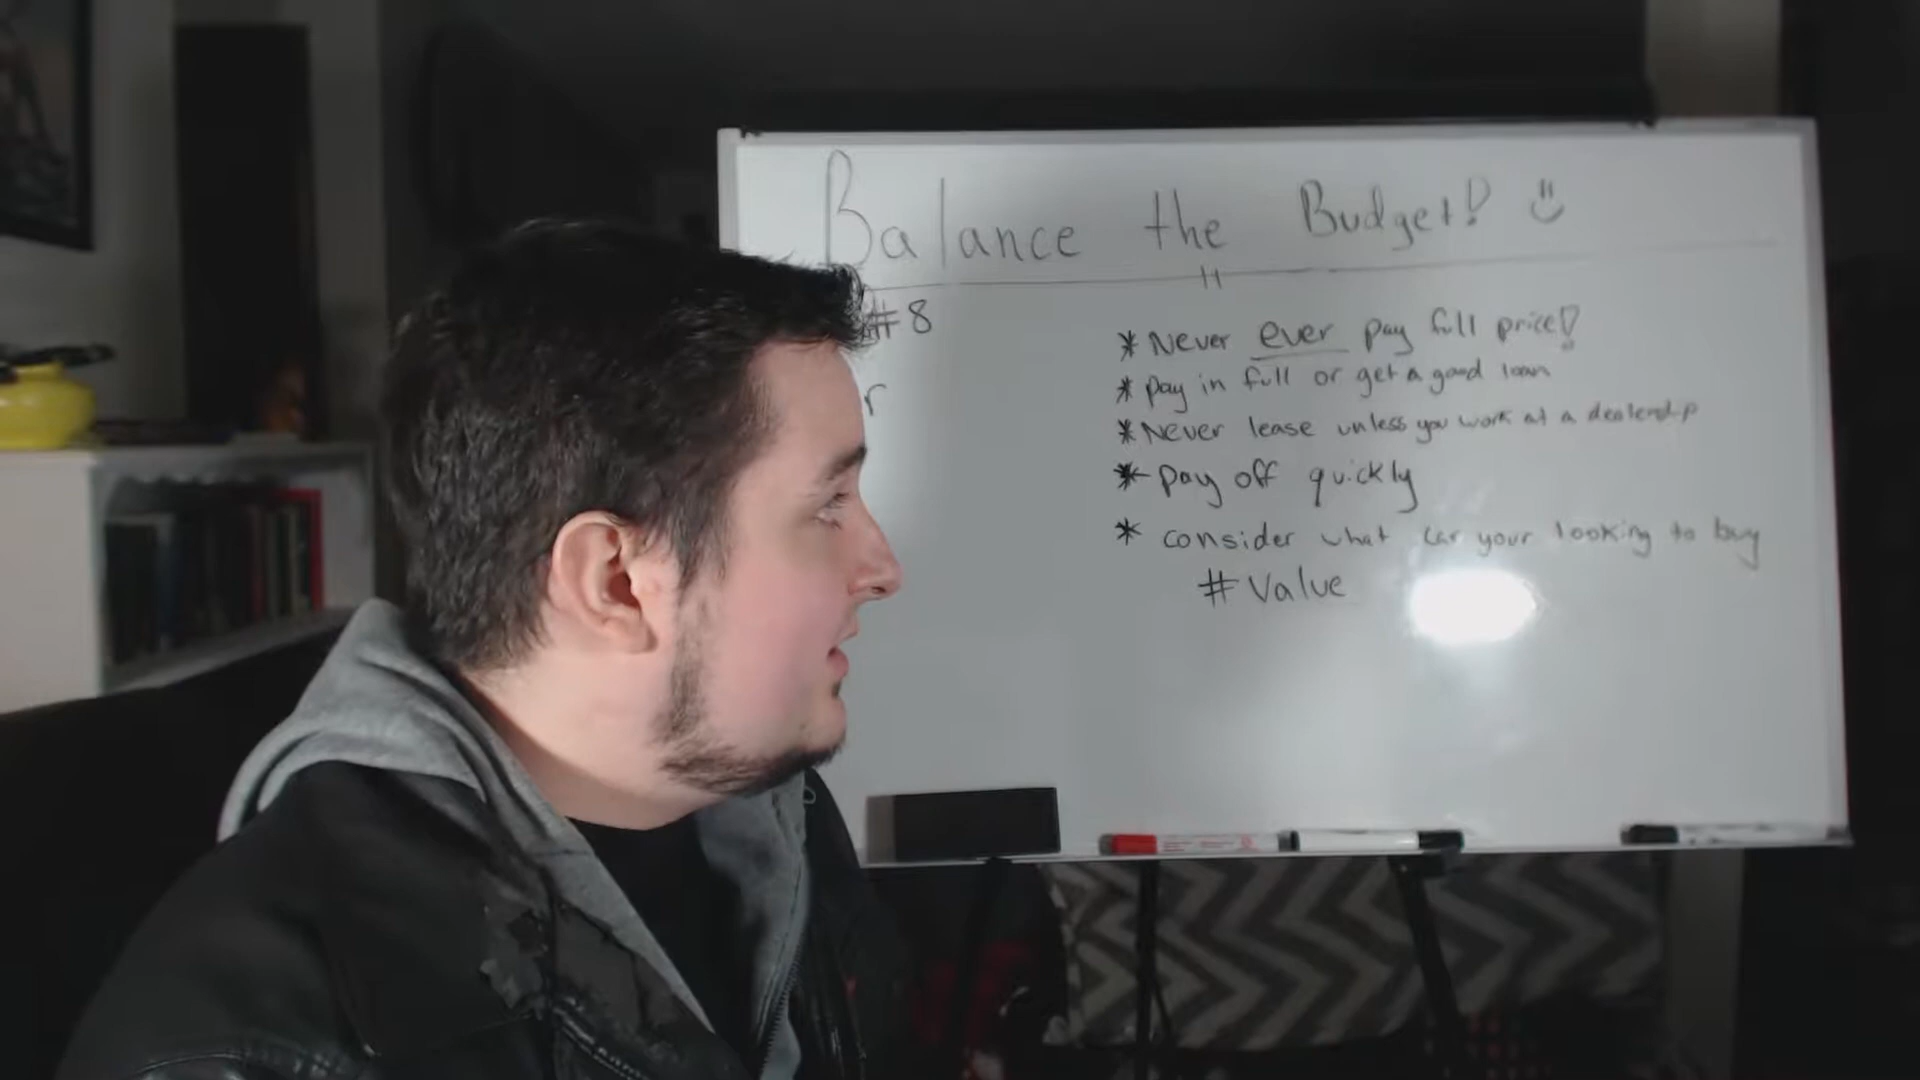 Balance the Budget! 
#8
r
* Never ever pay full price!
* pay in full or get a good loan
* Never lease unless you work at a dealership
* pay off quickly
* consider what car your looking to buy
# Value